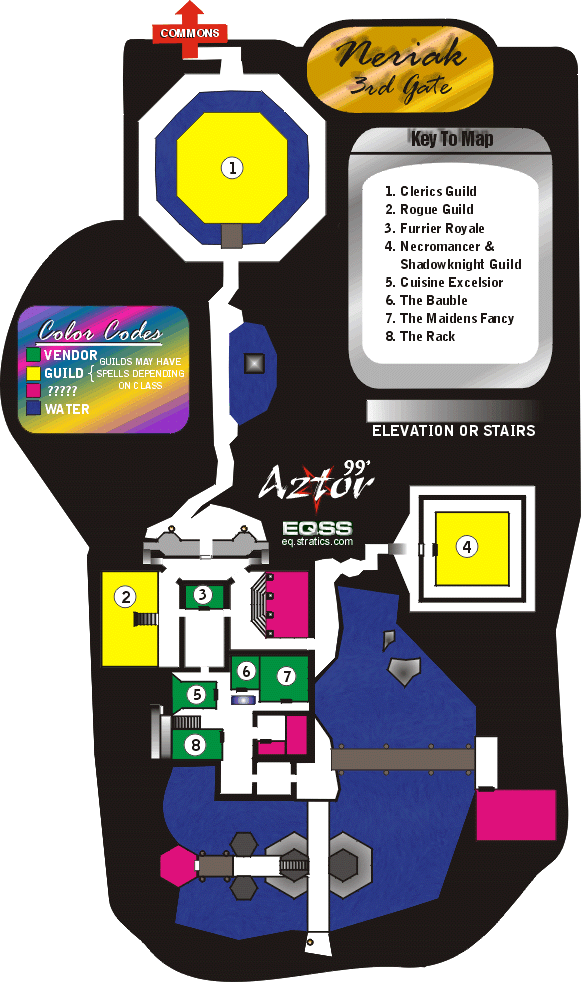 COMMONS
Neriak
3rd Gate
Key To Map
1. Clerics Guild
2. Rogue Guild
3. Furrier Royale
4. Necromancer &
Shadowknight Guild
5. Cuisine Excelsior
6. The Bauble
7. The Maidens Fancy
8. The Rack
1
Color Codes
VENDOR
GUILD { GUILDS MAY HAVE
SPELLS DEPENDING
ON CLASS
?????
WATER
ELEVATION OR STAIRS
Aztor 99'
EQSS
eq.stratics.com
4
2
3
6
7
5
8